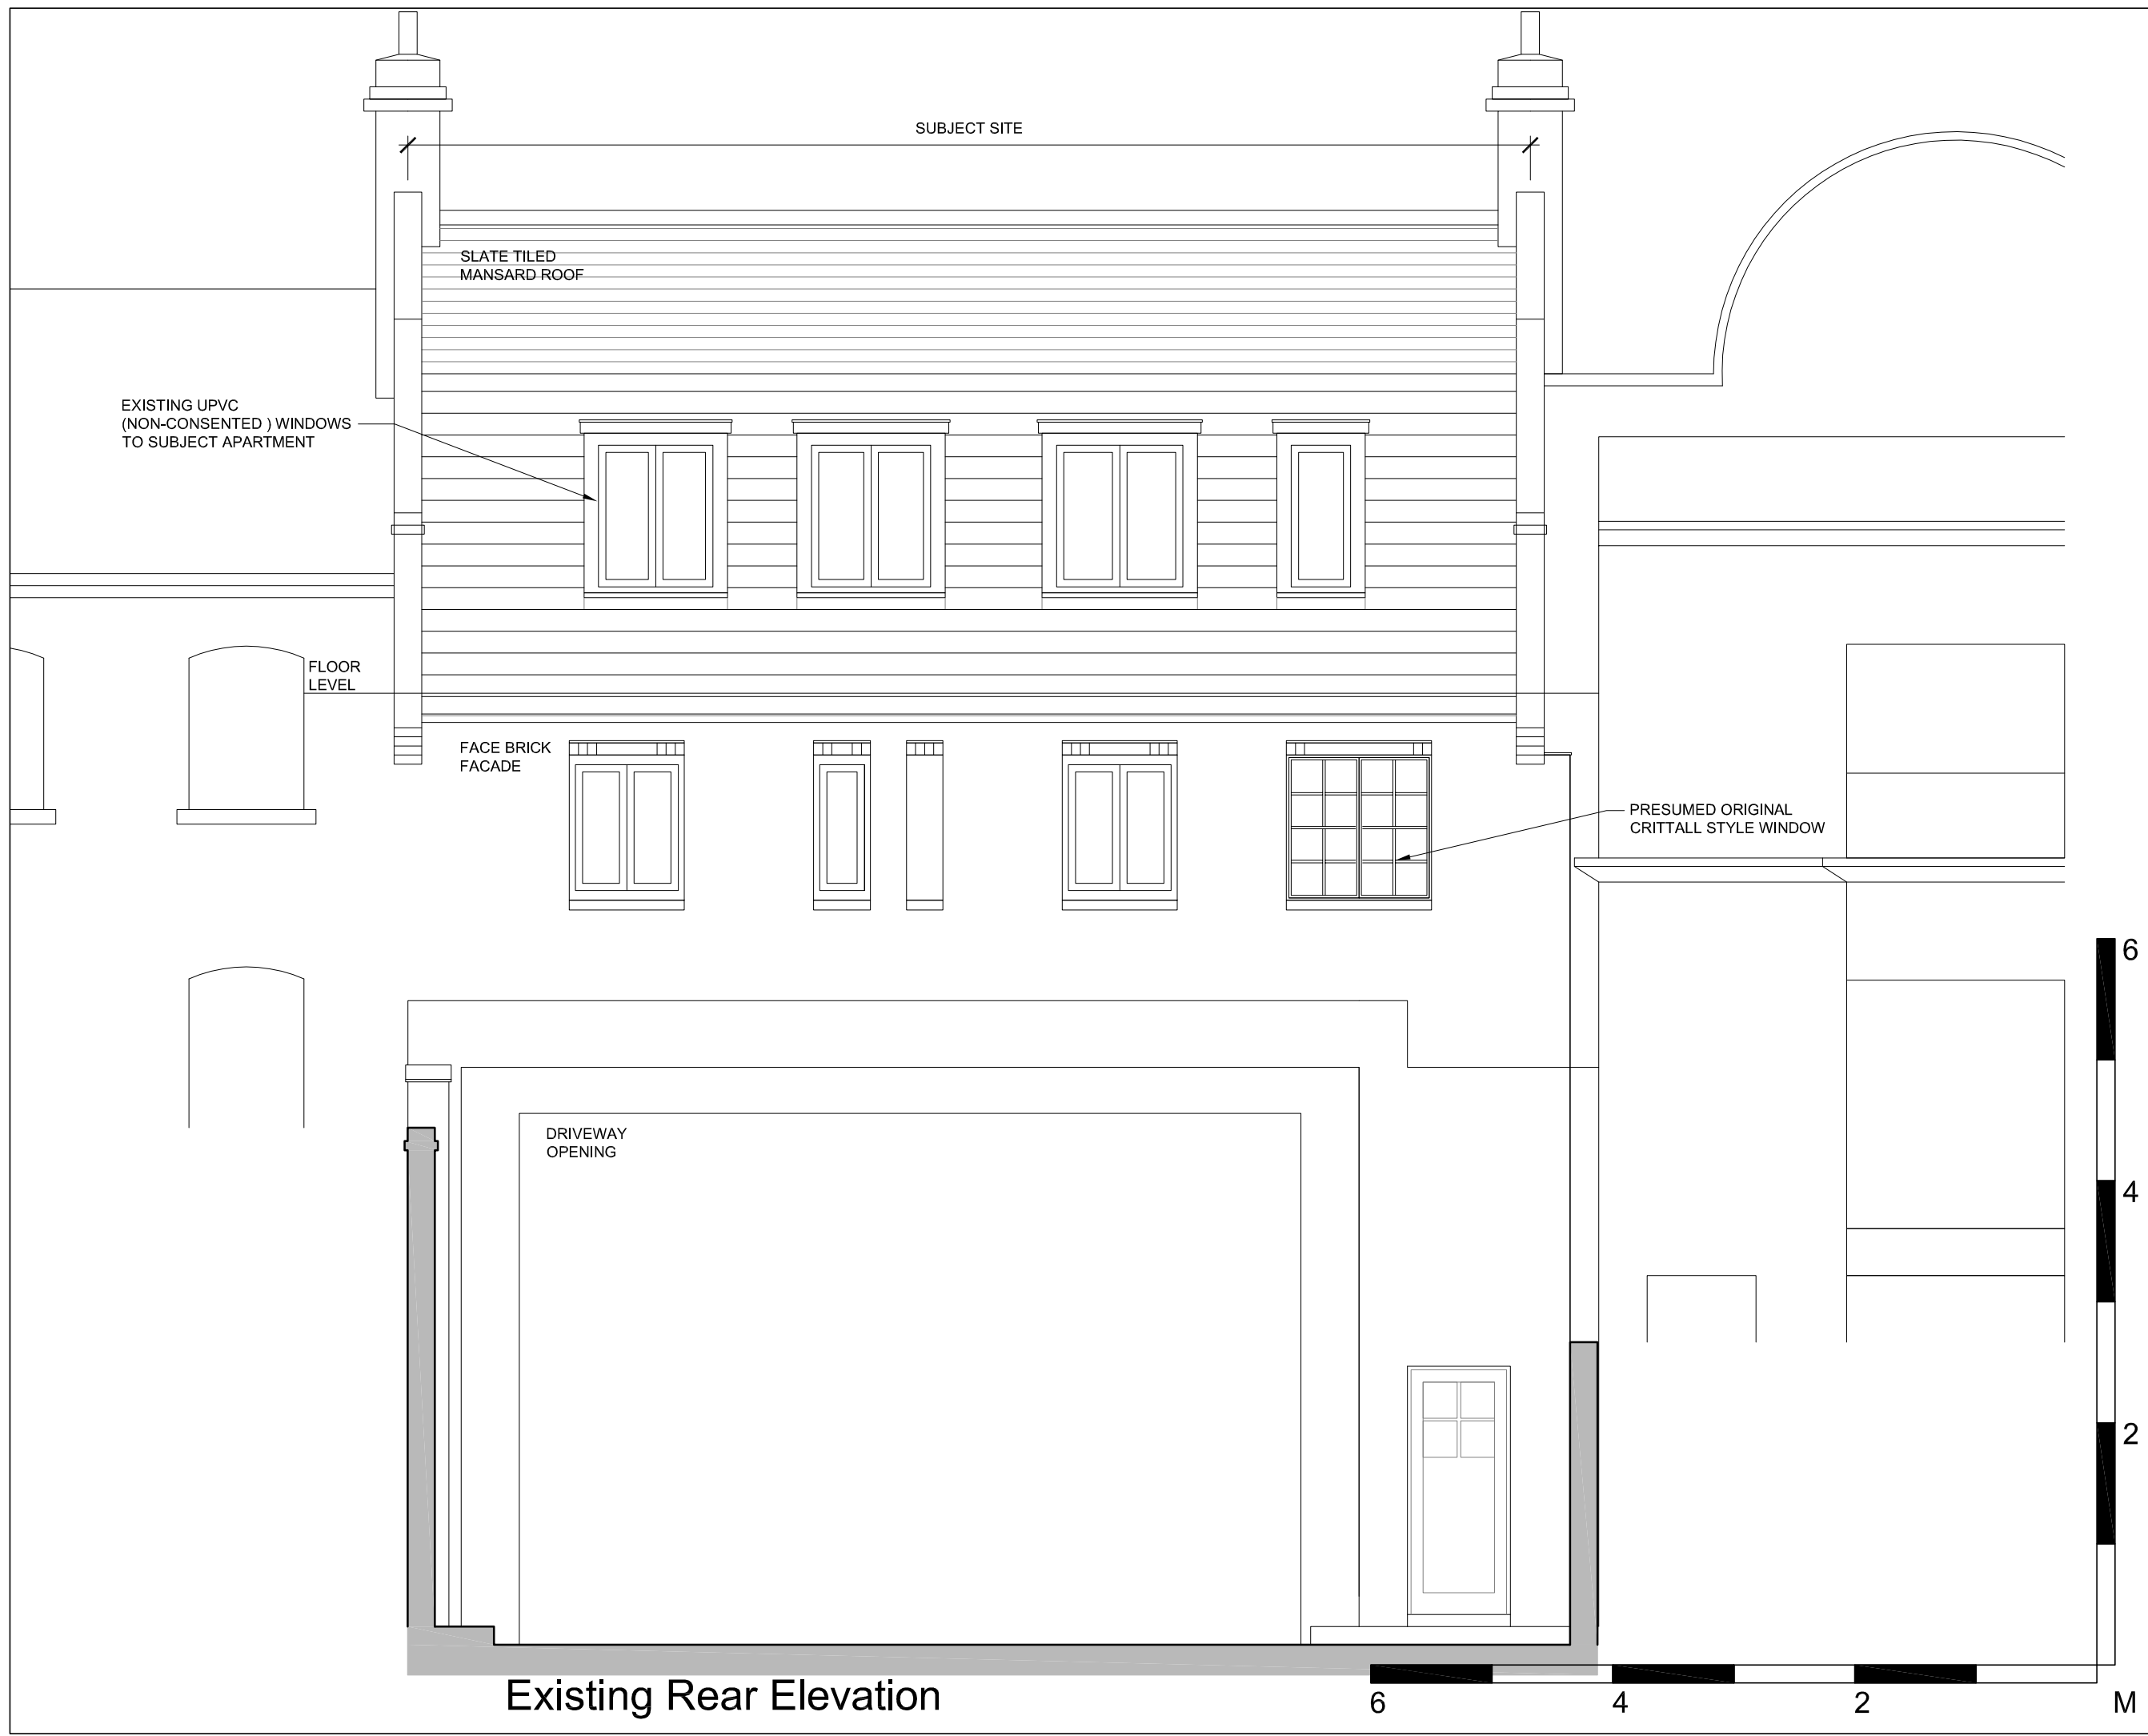 SUBJECT SITE
SLATE TILED
MANSARD ROOF
EXISTING UPVC
(NON-CONSENTED ) WINDOWS
TO SUBJECT APARTMENT
FLOOR
LEVEL
FACE BRICK
FACADE
PRESUMED ORIGINAL
CRITTALL STYLE WINDOW
6
4
DRIVEWAY
OPENING
2
Existing Rear Elevation
6
4
2
M